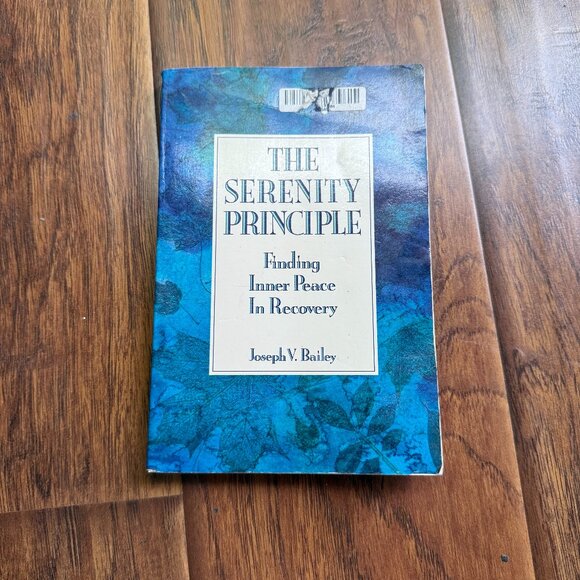 THE
SERENITY
PRINCIPLE
Finding
Inner Peace
In Recovery
Joseph V. Bailey